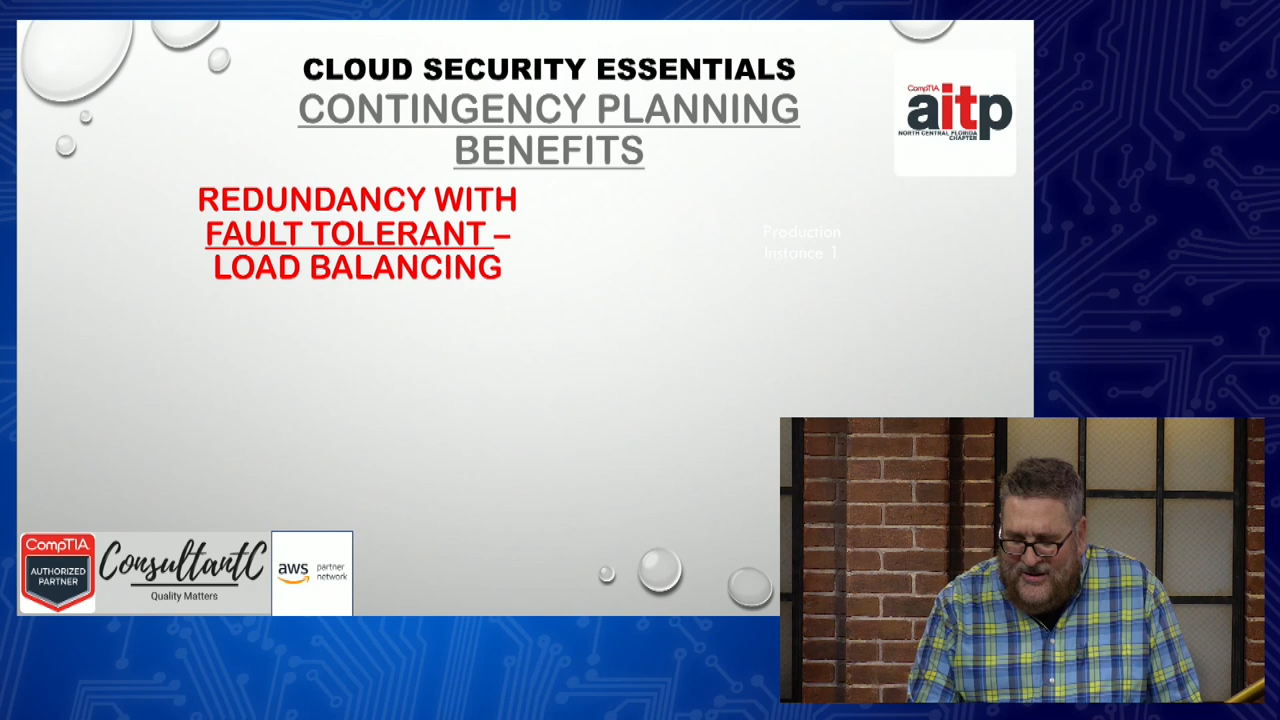 CLOUD SECURITY ESSENTIALS
CONTINGENCY PLANNING
BENEFITS
CompTIA
aitp
NORTH CENTRAL FLORIDA
CHAPTER
REDUNDANCY WITH
FAULT TOLERANT –
LOAD BALANCING
Production
Instance 1
CompTIA
AUTHORIZED
PARTNER
ConsultantC
Quality Matters
aws
partner
network